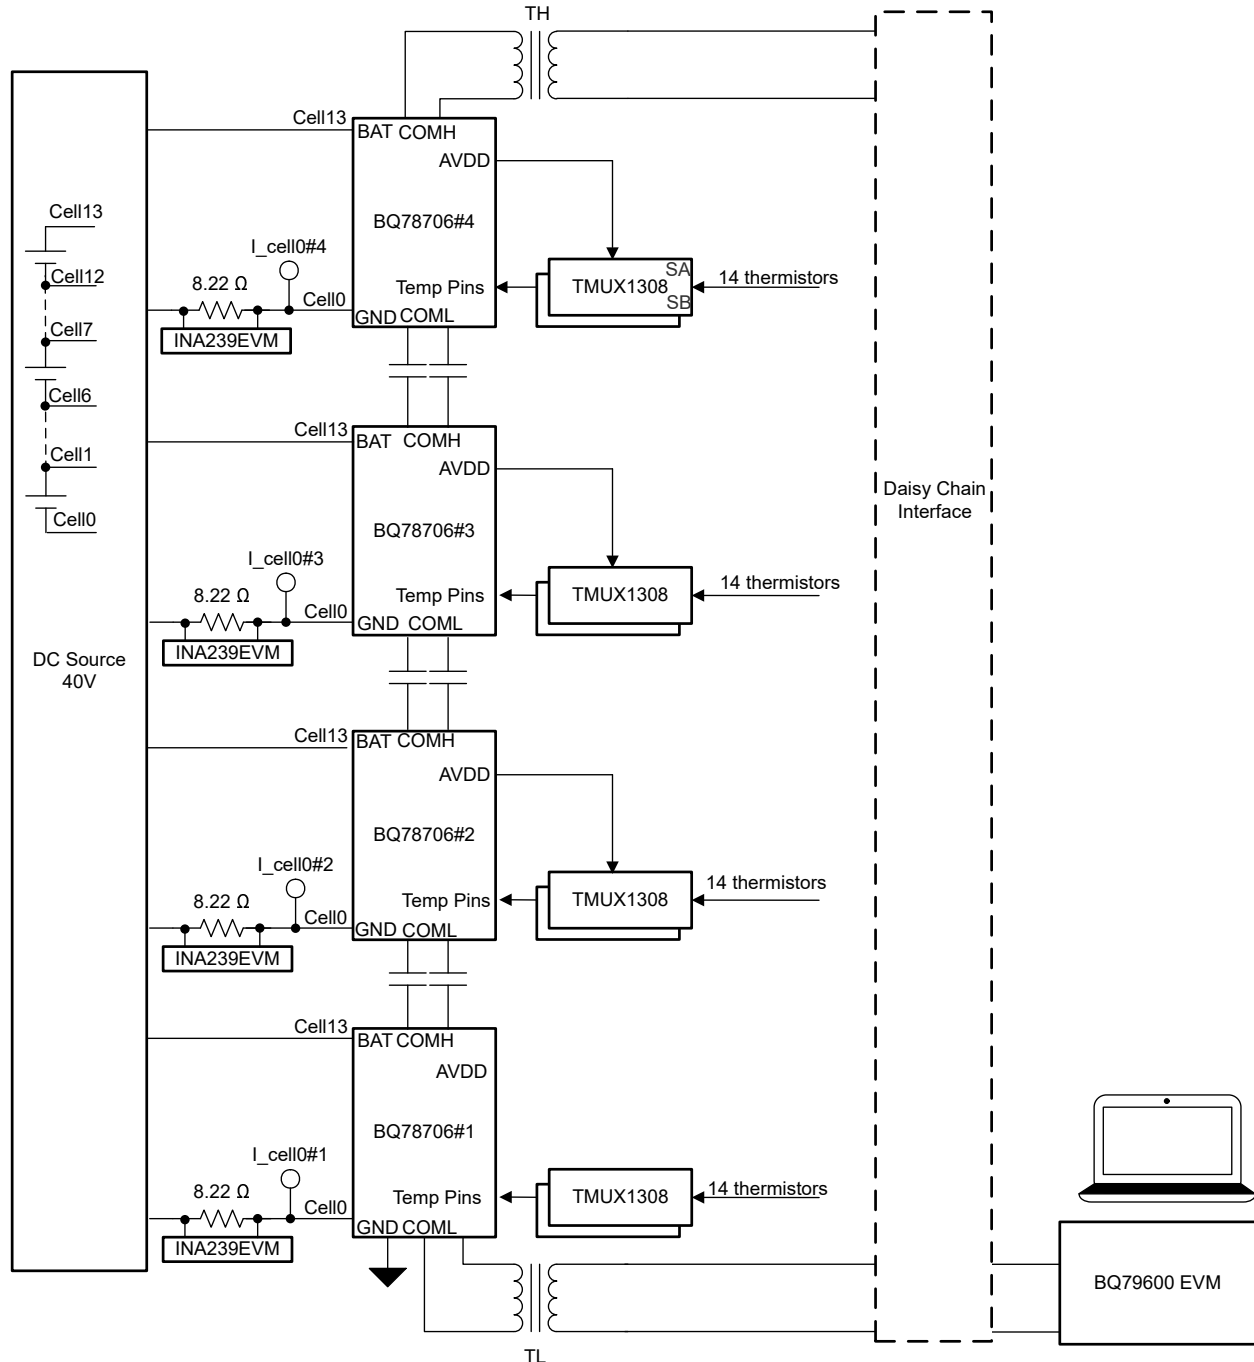 TH
Cell13
BAT COMH
AVDD
BQ78706#4
Cell13
I_cell0#4
Cell12
8.22 Ω
Temp Pins
TMUX1308
SA
SB
14 thermistors
Cell0
GND COML
INA239EVM
Cell7
Cell6
Cell13
BAT COMH
Cell1
AVDD
Daisy Chain
Interface
Cell0
BQ78706#3
I_cell0#3
8.22 Ω
Temp Pins
TMUX1308
14 thermistors
Cell0
GND COML
INA239EVM
DC Source
40V
Cell13
BAT COMH
AVDD
BQ78706#2
I_cell0#2
8.22 Ω
Temp Pins
TMUX1308
14 thermistors
Cell0
GND COML
INA239EVM
Cell13
BAT COMH
AVDD
BQ78706#1
I_cell0#1
8.22 Ω
Temp Pins
TMUX1308
14 thermistors
Cell0
GND COML
INA239EVM
BQ79600 EVM
TL